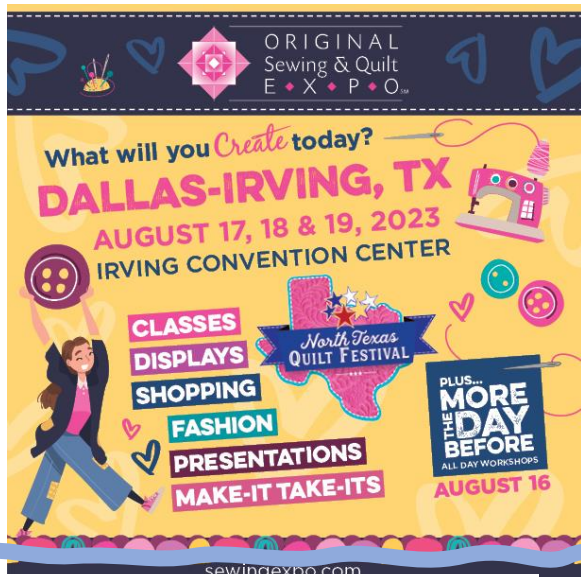 ORIGINAL
Sewing & Quilt
E•X•P•O℠
What will you Create today?
DALLAS-IRVING, TX
AUGUST 17, 18 & 19, 2023
IRVING CONVENTION CENTER
CLASSES
DISPLAYS
SHOPPING
FASHION
PRESENTATIONS
MAKE-IT TAKE-ITS
North Texas
QUILT FESTIVAL
PLUS...
MORE
THE DAY
BEFORE
ALL DAY WORKSHOPS
AUGUST 16
sewingexpo.com